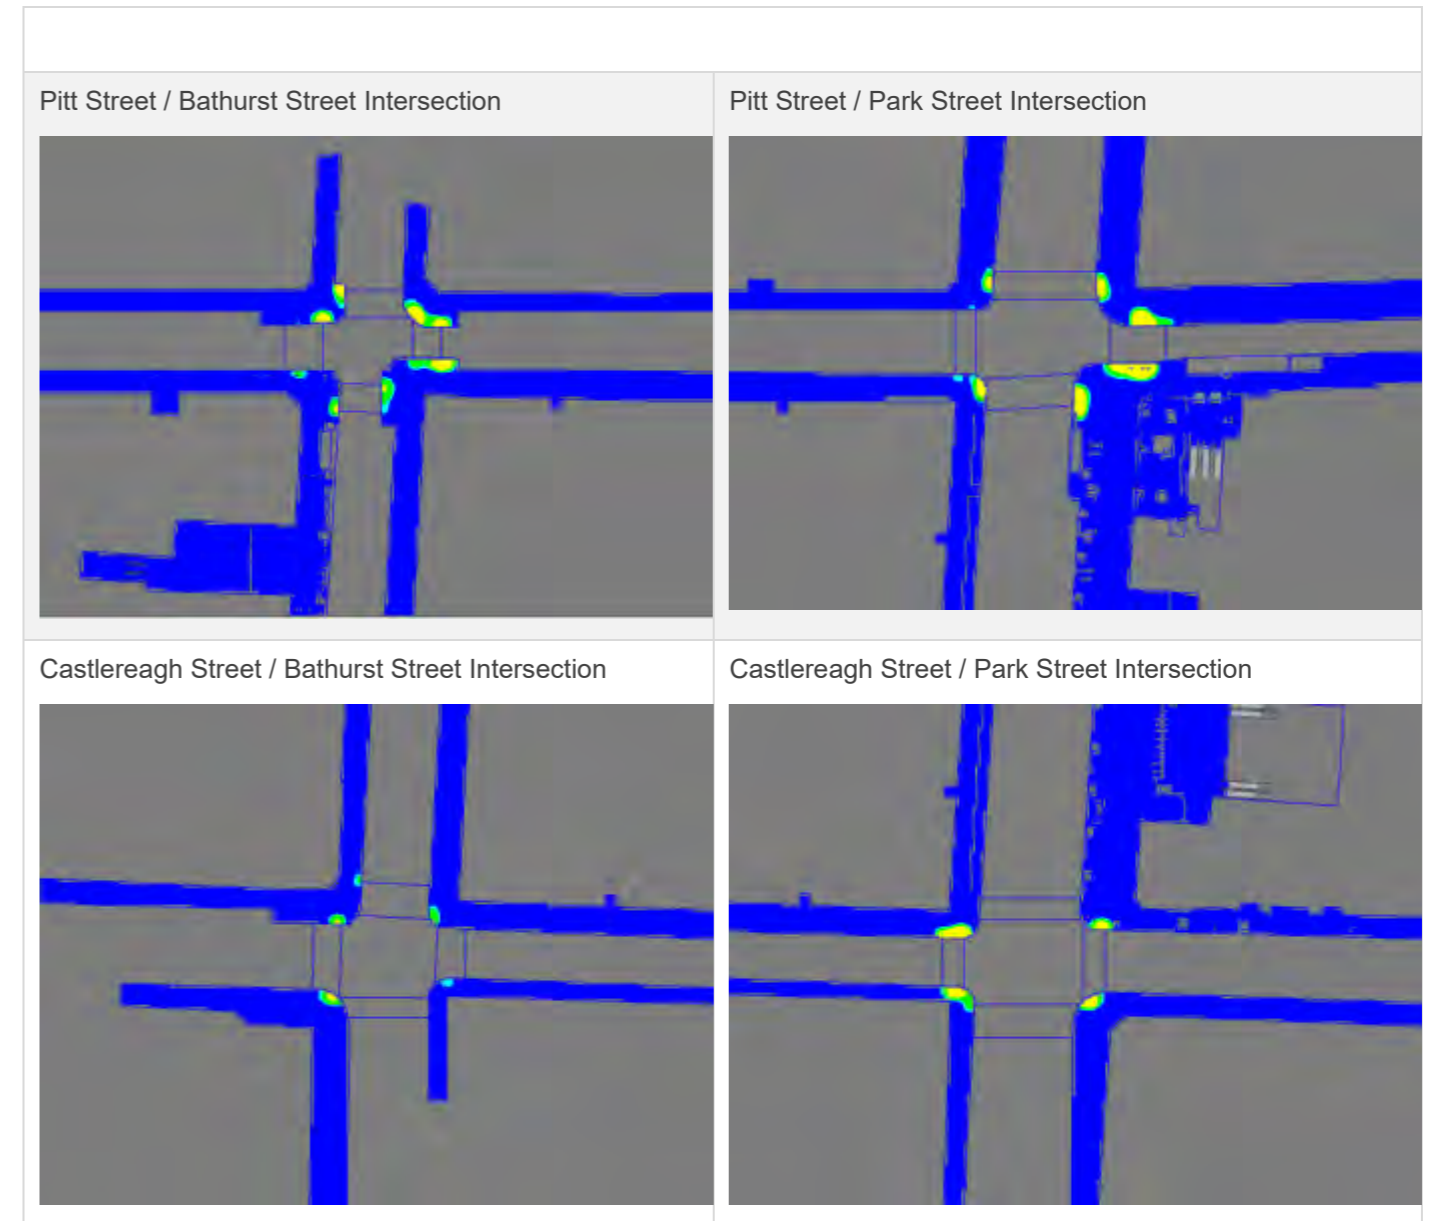 Pitt Street / Bathurst Street Intersection
Pitt Street / Park Street Intersection
Castlereagh Street / Bathurst Street Intersection
Castlereagh Street / Park Street Intersection